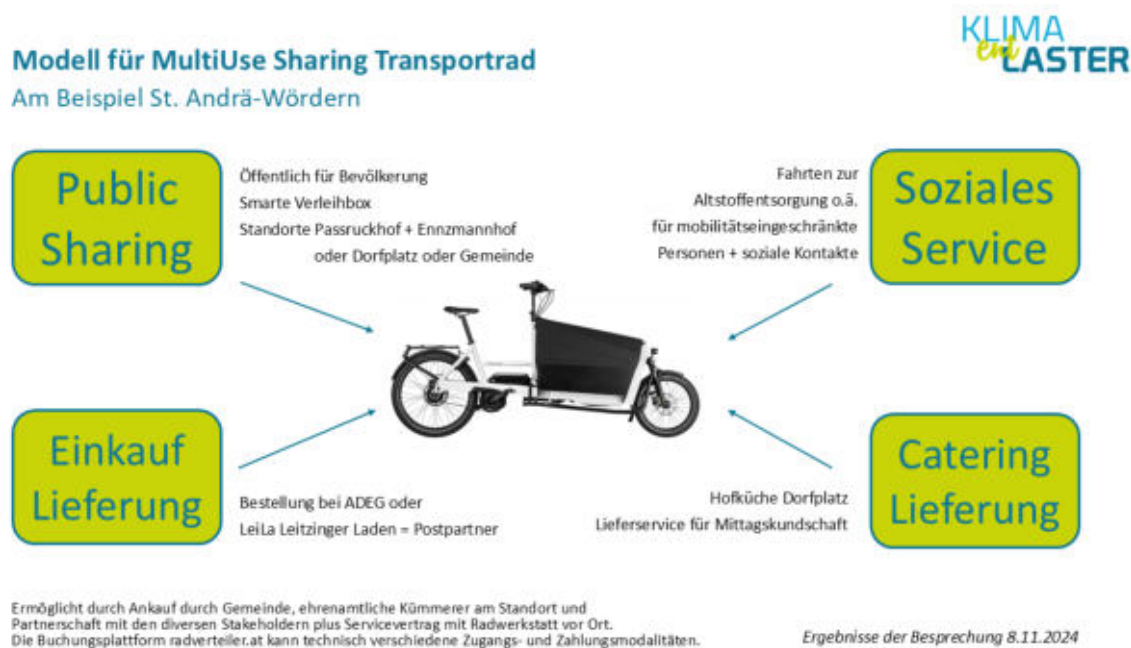 KLIMA
ent
LASTER
Modell für MultiUse Sharing Transportrad
Am Beispiel St. Andrä-Wördern
Public
Sharing
Öffentlich für Bevölkerung
Smarte Verleihbox
Standorte Passruckhof + Ennzmannhof
oder Dorfplatz oder Gemeinde
Fahrten zur
Altstoffentsorgung o.ä.
für mobilitätseingeschränkte
Personen + soziale Kontakte
Soziales
Service
Einkauf
Lieferung
Bestellung bei ADEG oder
LeiLa Leitzinger Laden = Postpartner
Hofküche Dorfplatz
Lieferservice für Mittagskundschaft
Catering
Lieferung
Ermöglicht durch Ankauf durch Gemeinde, ehrenamtliche Kümmerer am Standort und
Partnerschaft mit den diversen Stakeholdern plus Servicevertrag mit Radwerkstatt vor Ort.
Die Buchungsplattform radverteiler.at kann technisch verschiedene Zugangs- und Zahlungsmodalitäten.
Ergebnisse der Besprechung 8.11.2024